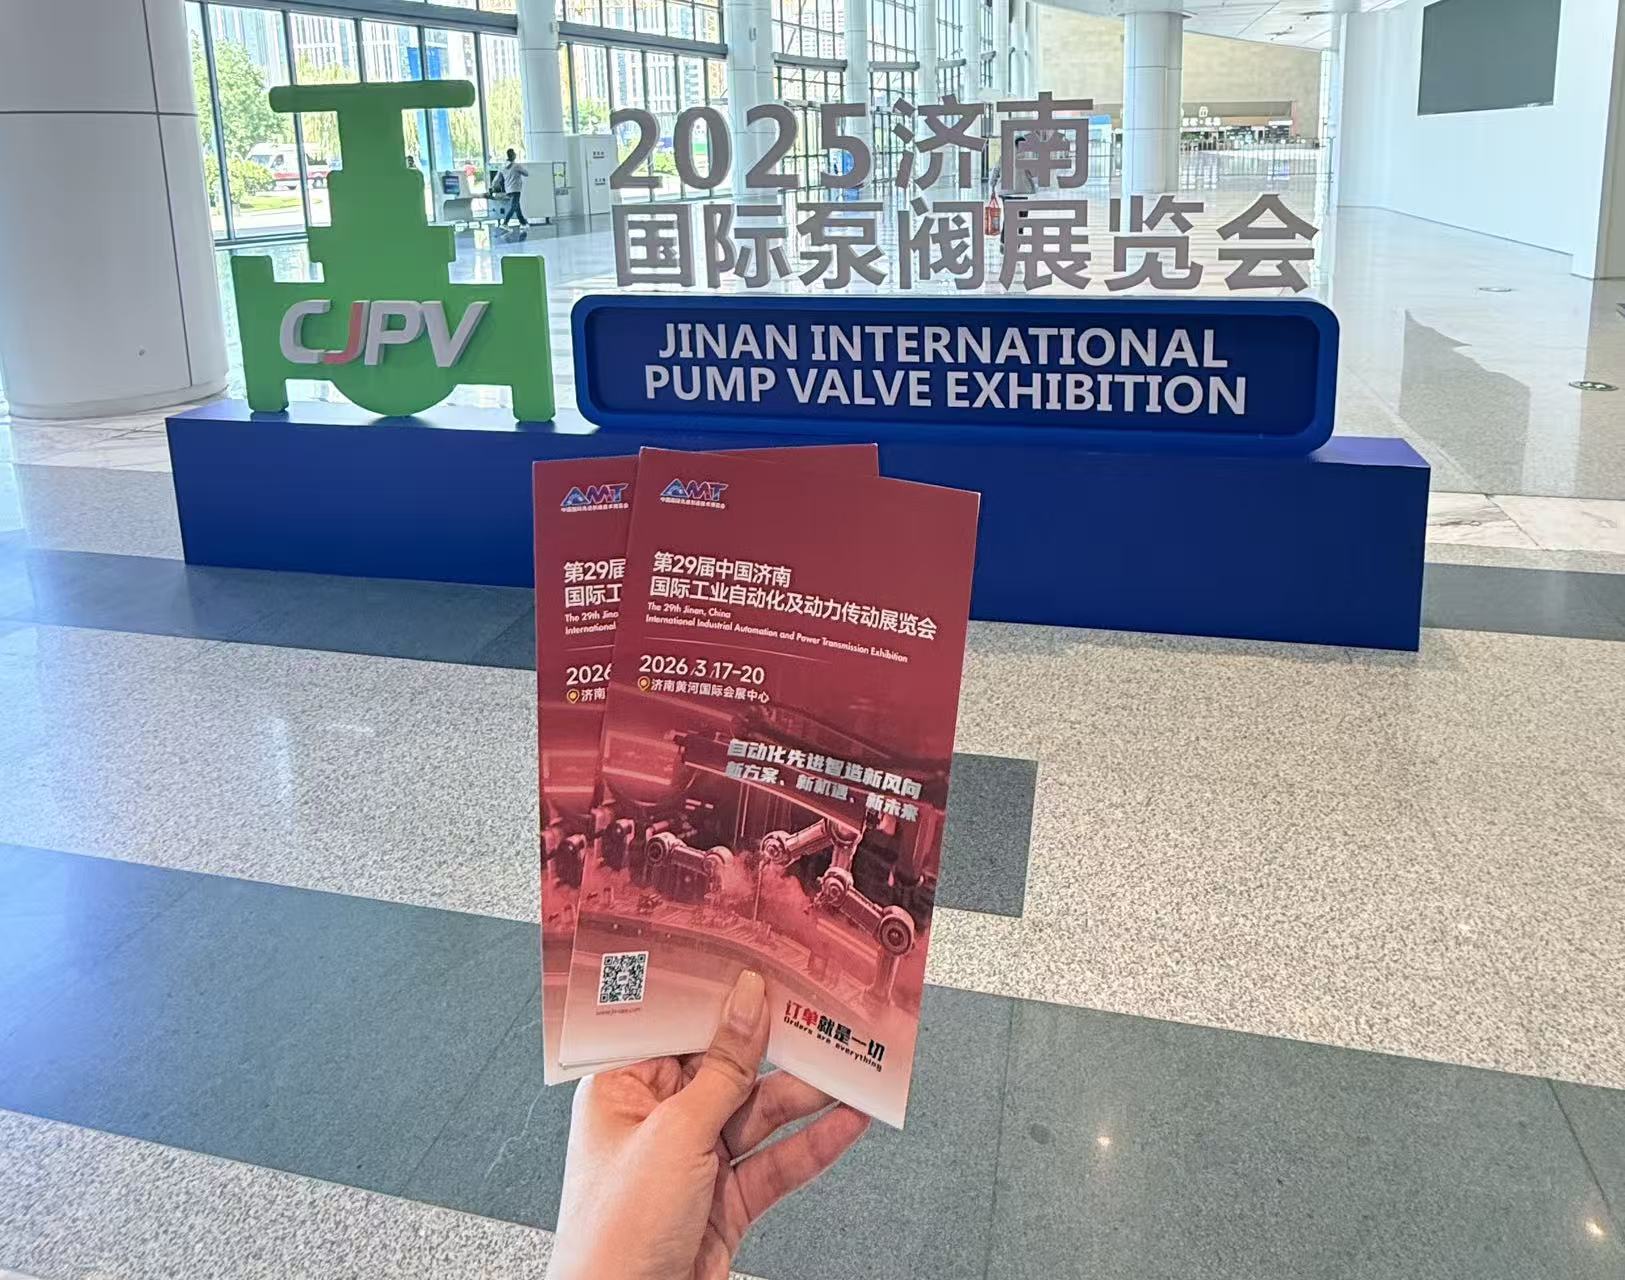 2025济南
国际泵阀展览会
CJPV
JINAN INTERNATIONAL
PUMP VALVE EXHIBITION
AMT
第29届
国际工
The 29th Jina
International
2026
济南
AMT
第29届中国济南
国际工业自动化及动力传动展览会
The 29th Jinan, China
International Industrial Automation and Power Transmission Exhibition
2026/3/17-20
济南黄河国际会展中心
自动化先进智造新风向
新方案、新机遇、新未来
订单就是一切
Orders are everything